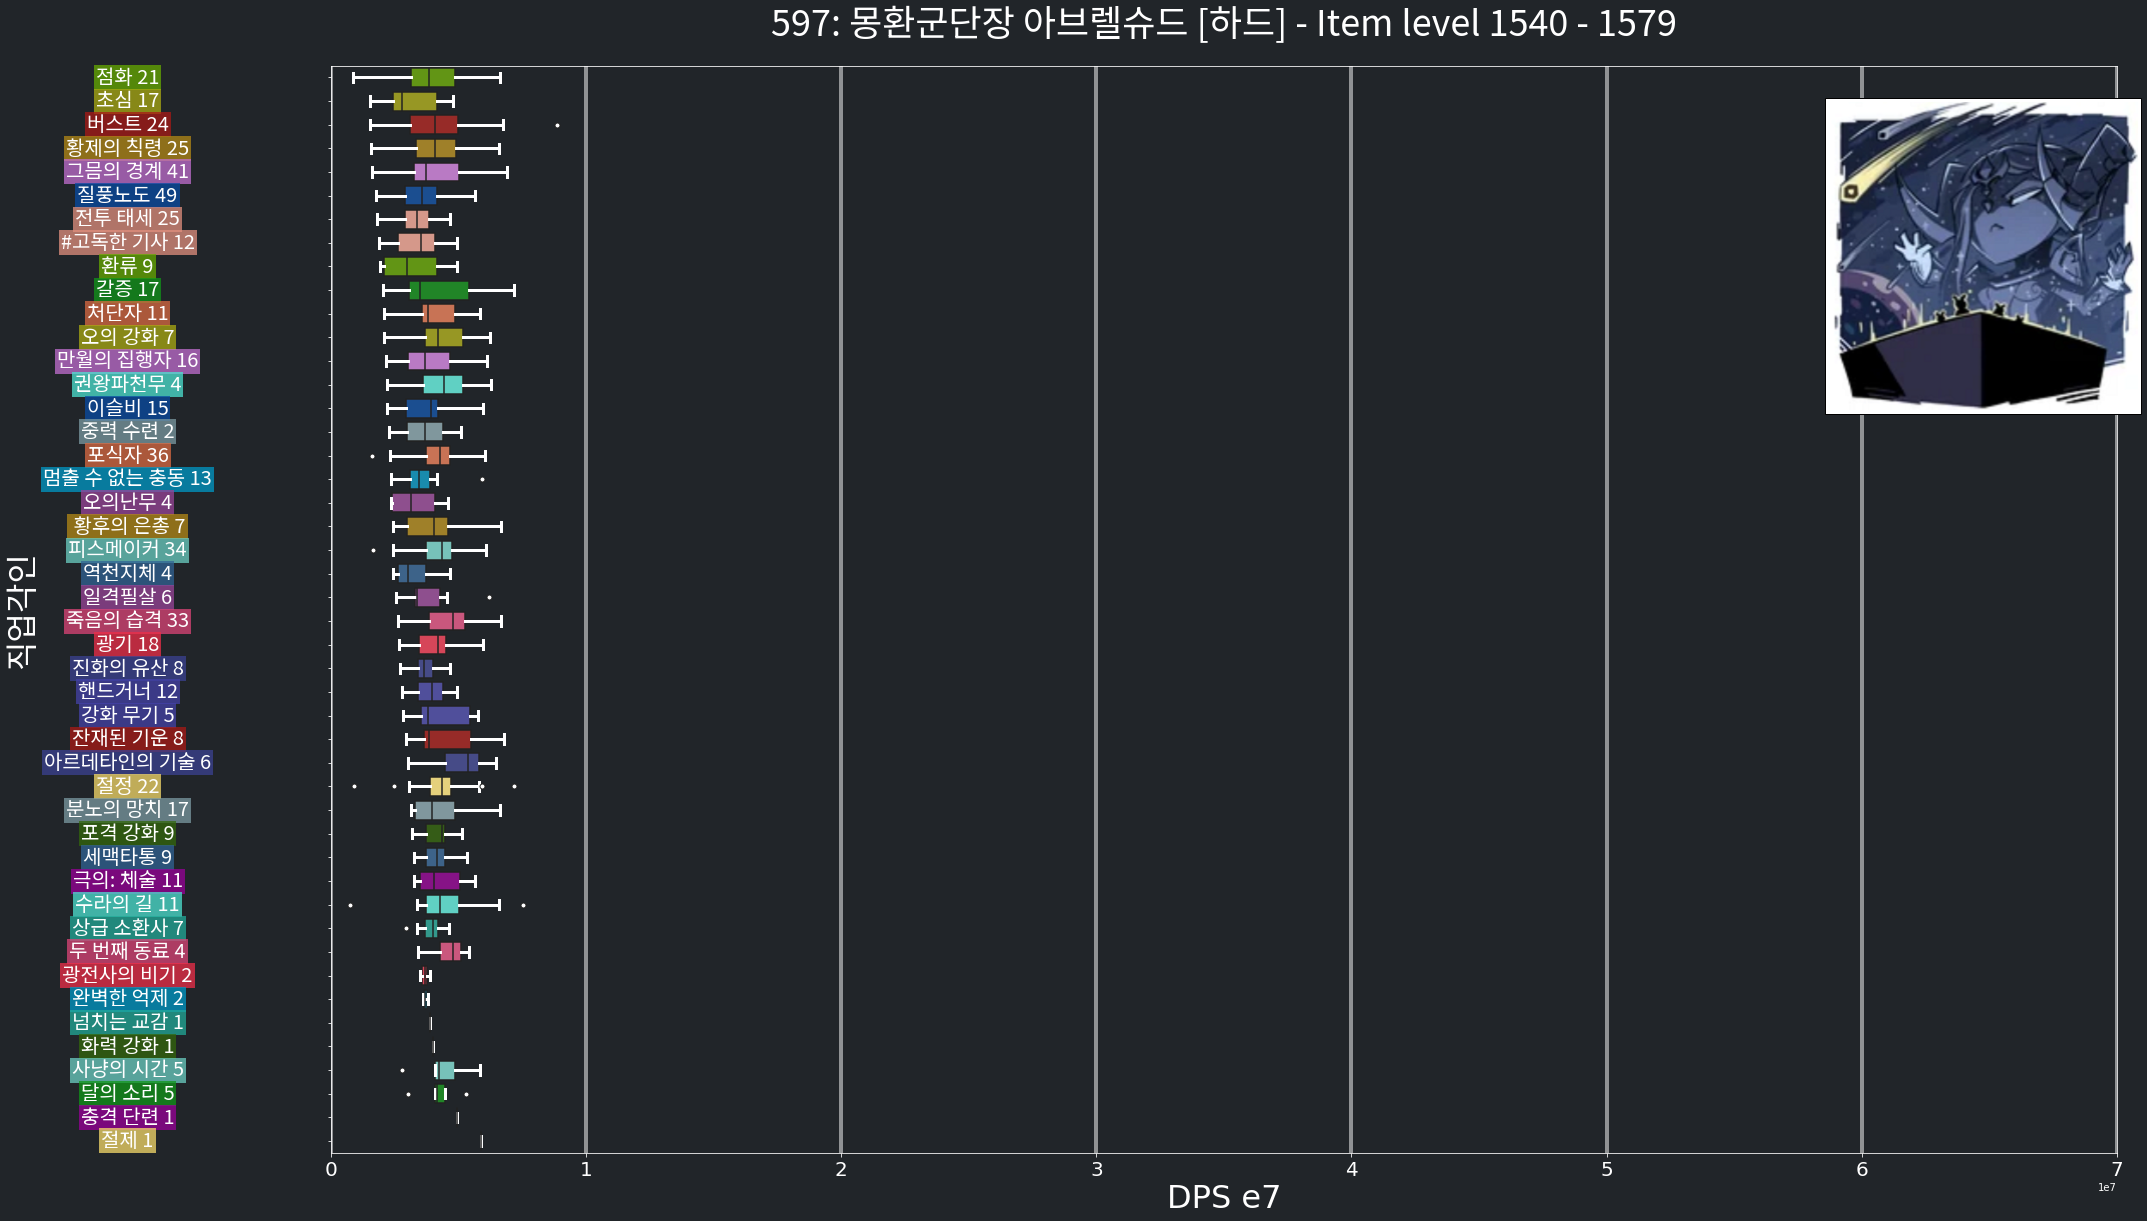 597: 몽환군단장 아브렐슈드 [하드] - Item level 1540 - 1579
직업각인
점화 21
초심 17
버스트 24
황제의 칙령 25
그믐의 경계 41
질풍노도 49
전투 태세 25
#고독한 기사 12
환류 9
갈증 17
처단자 11
오의 강화 7
만월의 집행자 16
권왕파천무 4
이슬비 15
중력 수련 2
포식자 36
멈출 수 없는 충동 13
오의난무 4
황후의 은총 7
피스메이커 34
역천지체 4
일격필살 6
죽음의 습격 33
광기 18
진화의 유산 8
핸드거너 12
강화 무기 5
잔재된 기운 8
아르데타인의 기술 6
절정 22
분노의 망치 17
포격 강화 9
세맥타통 9
극의: 체술 11
수라의 길 11
상급 소환사 7
두 번째 동료 4
광전사의 비기 2
완벽한 억제 2
넘치는 교감 1
화력 강화 1
사냥의 시간 5
달의 소리 5
충격 단련 1
절제 1
0 1 2 3 4 5 6 7
1e7
DPS e7